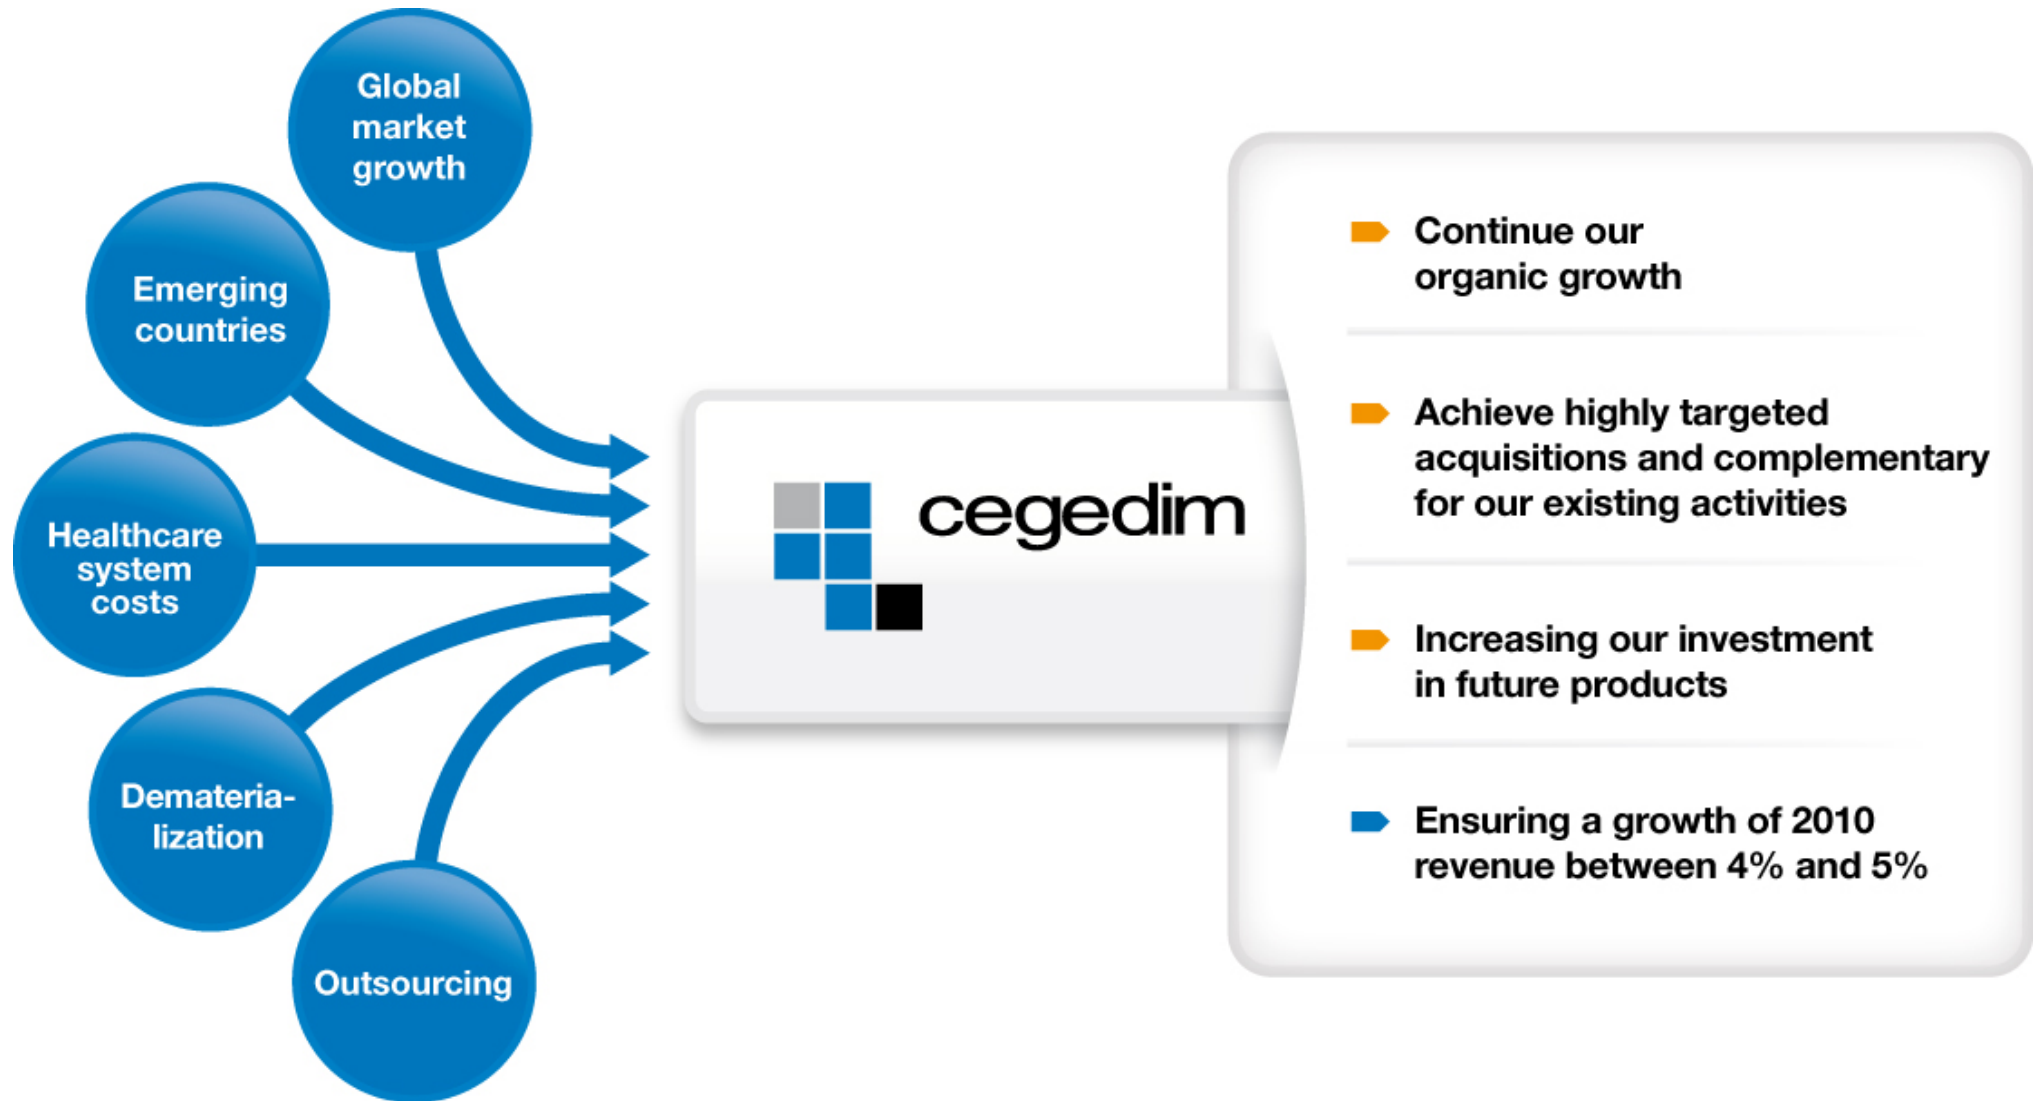 Global
market
growth
Emerging
countries
Healthcare
system
costs
Demateria-
lization
Outsourcing
cegedim
Continue our
organic growth
Achieve highly targeted
acquisitions and complementary
for our existing activities
Increasing our investment
in future products
Ensuring a growth of 2010
revenue between 4% and 5%